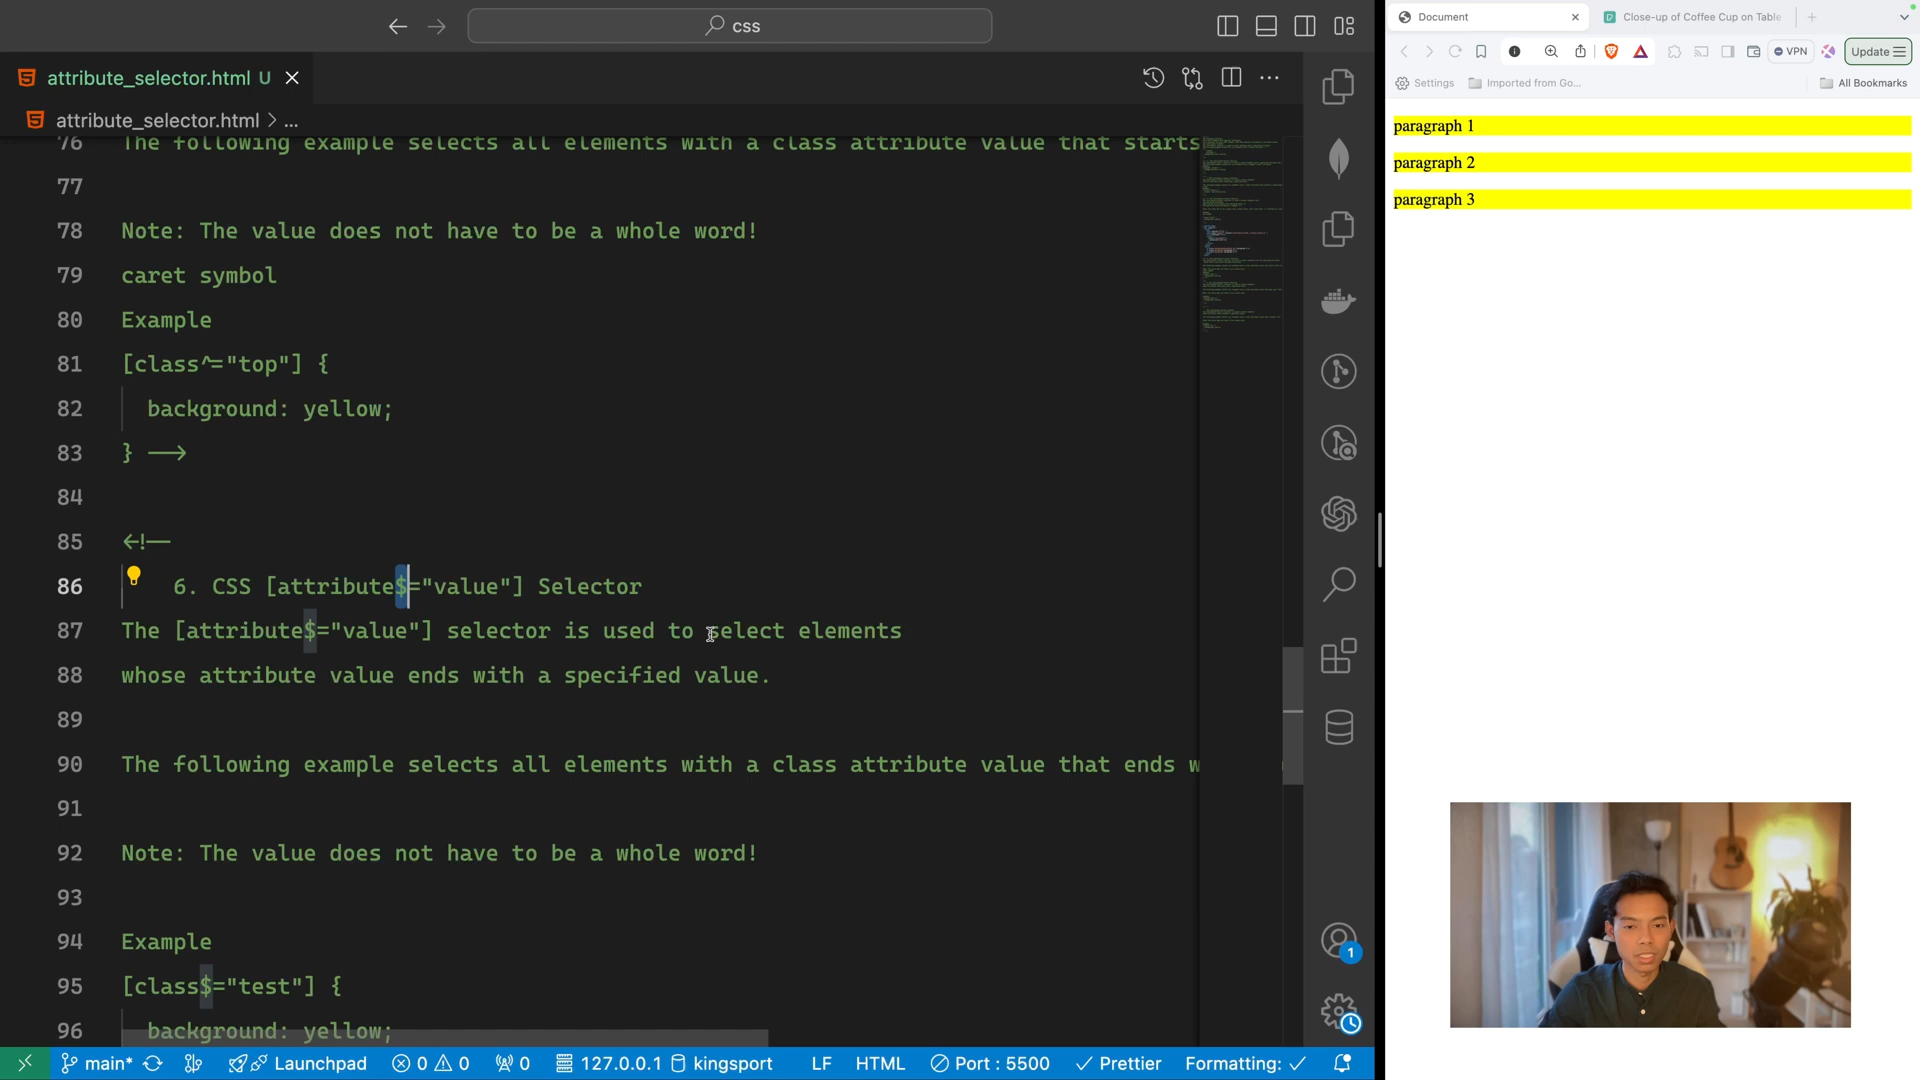 css
Document
Close-up of Coffee Cup on Table
attribute_selector.html U
VPN
Update
Settings
Imported from Go...
All Bookmarks
attribute_selector.html > ...
76 The following example selects all elements with a class attribute value that starts
77
78 Note: The value does not have to be a whole word!
79 caret symbol
80 Example
81 [class^="top"] {
82 background: yellow;
83 } -->
84
85 <!--
86 6. CSS [attribute$="value"] Selector
87 The [attribute$="value"] selector is used to select elements
88 whose attribute value ends with a specified value.
89
90 The following example selects all elements with a class attribute value that ends w
91
92 Note: The value does not have to be a whole word!
93
94 Example
95 [class$="test"] {
96 background: yellow;
paragraph 1
paragraph 2
paragraph 3
1
main* Launchpad 0 0 0 127.0.0.1 kingsport LF HTML Port : 5500 Prettier Formatting: